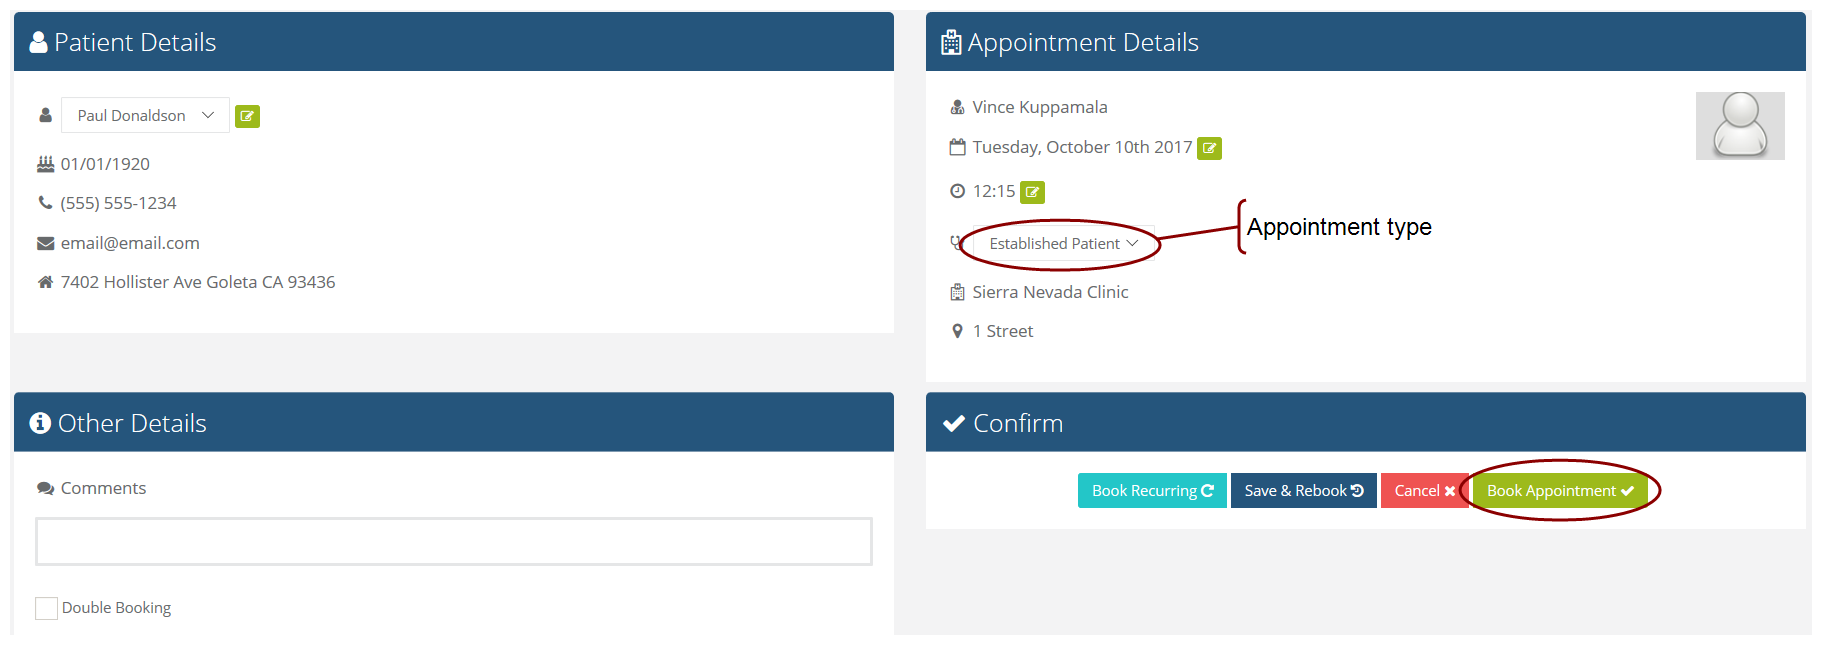 Patient Details
Paul Donaldson
01/01/1920
(555) 555-1234
email@email.com
7402 Hollister Ave Goleta CA 93436
Appointment Details
Vince Kuppamala
Tuesday, October 10th 2017
12:15
Established Patient
Appointment type
Sierra Nevada Clinic
1 Street
Other Details
Comments
Double Booking
Confirm
Book Recurring Save & Rebook Cancel Book Appointment